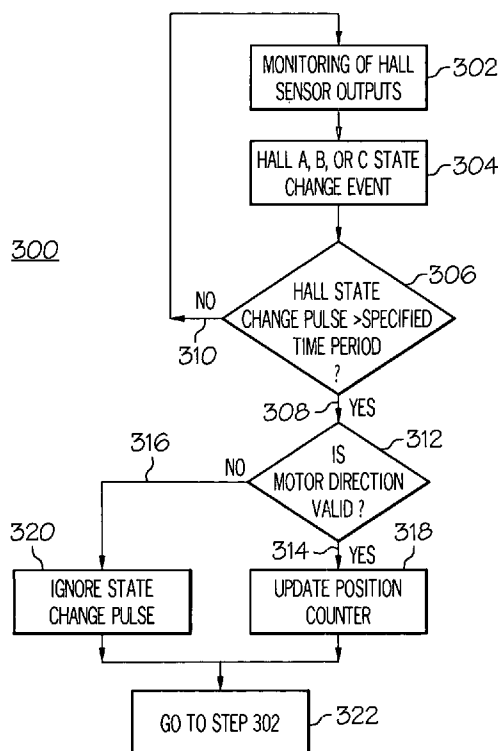 MONITORING OF HALL
SENSOR OUTPUTS
302
HALL A, B, OR C STATE
CHANGE EVENT
304
300
306
HALL STATE
CHANGE PULSE >SPECIFIED
TIME PERIOD
?
NO
310
308
YES
312
IS
MOTOR DIRECTION
VALID ?
316
NO
314
YES
320
318
IGNORE STATE
CHANGE PULSE
UPDATE POSITION
COUNTER
GO TO STEP 302
322